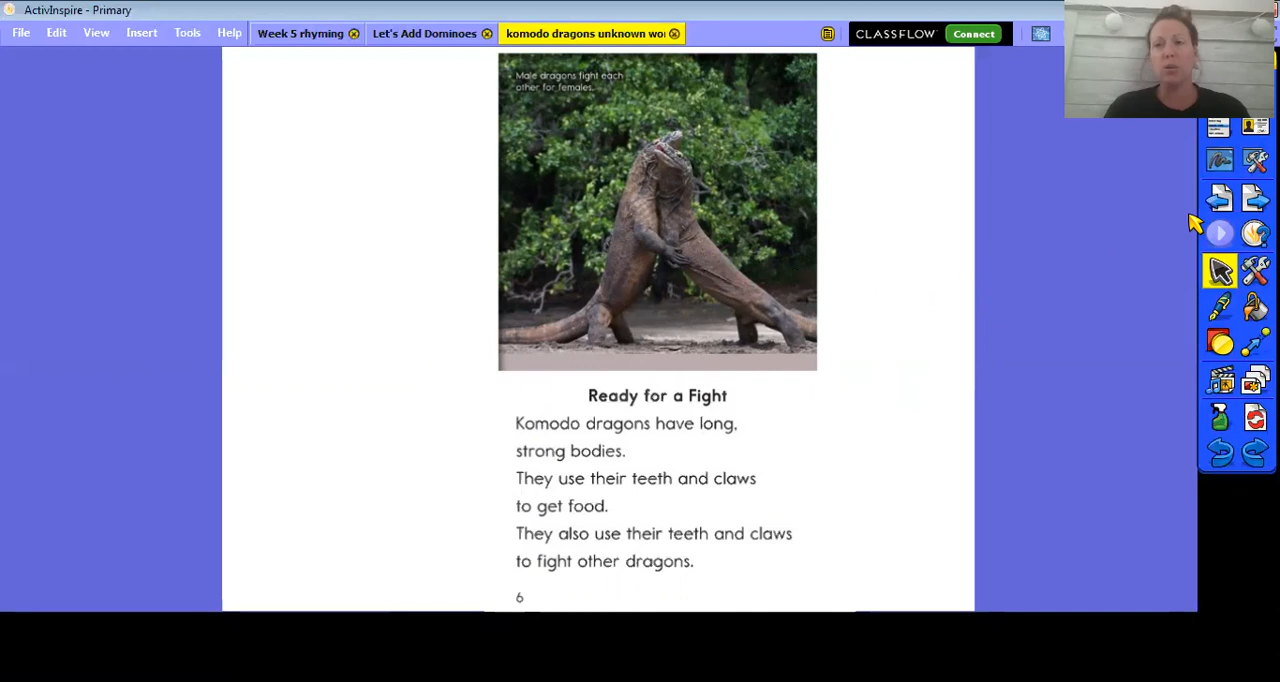 ActivInspire - Primary
File Edit View Insert Tools Help Week 5 rhyming Let's Add Dominoes komodo dragons unknown wo CLASSFLOW Connect
Male dragons fight each
other for females.
Ready for a Fight
Komodo dragons have long,
strong bodies.
They use their teeth and claws
to get food.
They also use their teeth and claws
to fight other dragons.
6